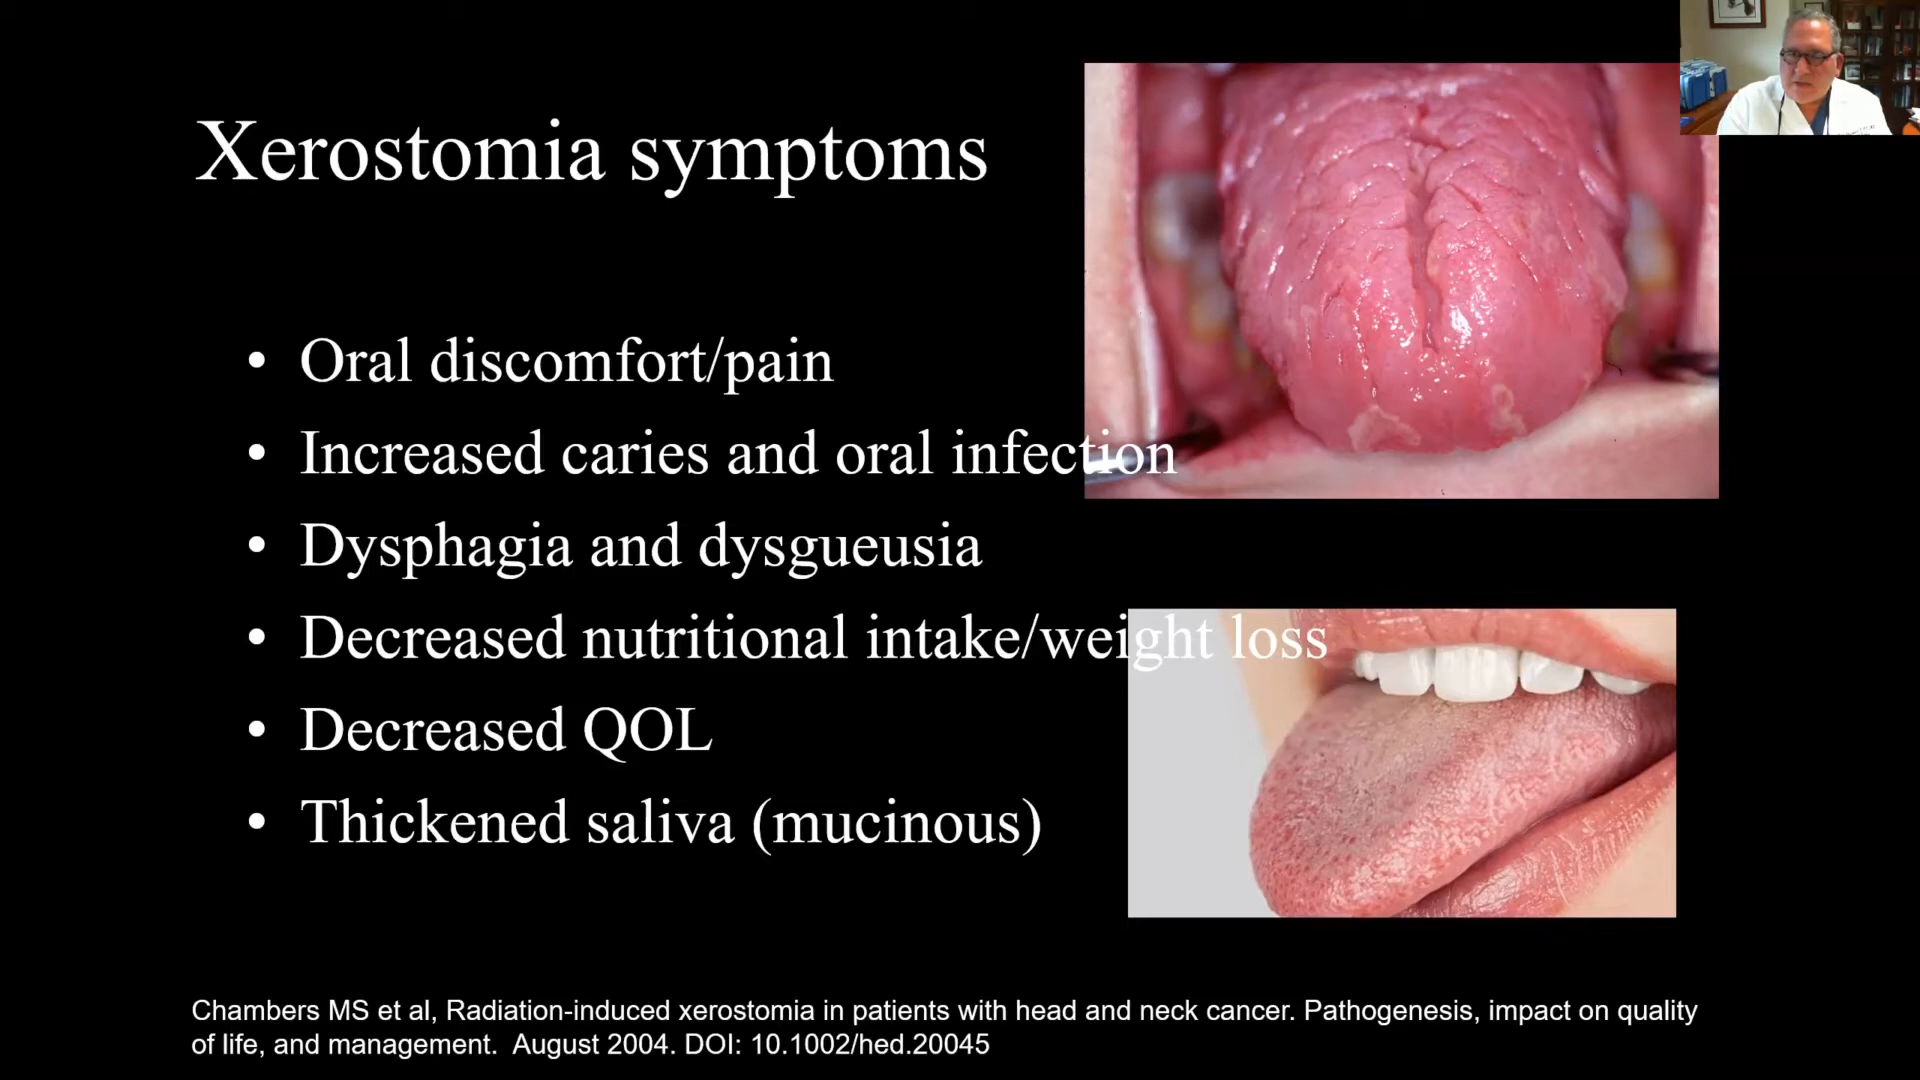 Xerostomia symptoms
• Oral discomfort/pain
• Increased caries and oral infection
• Dysphagia and dysgueusia
• Decreased nutritional intake/weight loss
• Decreased QOL
• Thickened saliva (mucinous)
Chambers MS et al, Radiation-induced xerostomia in patients with head and neck cancer. Pathogenesis, impact on quality
of life, and management.  August 2004. DOI: 10.1002/hed.20045